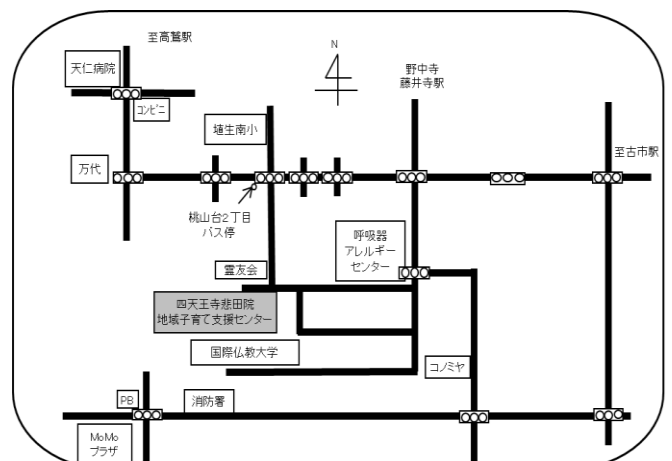 至高鷲駅
N
天仁病院
野中寺
藤井寺駅
コンビニ
埴生南小
至古市駅
万代
桃山台2丁目
バス停
呼吸器
アレルギー
センター
霊友会
四天王寺悲田院
地域子育て支援センター
国際仏教大学
コノミヤ
PB
消防署
MoMo
プラザ